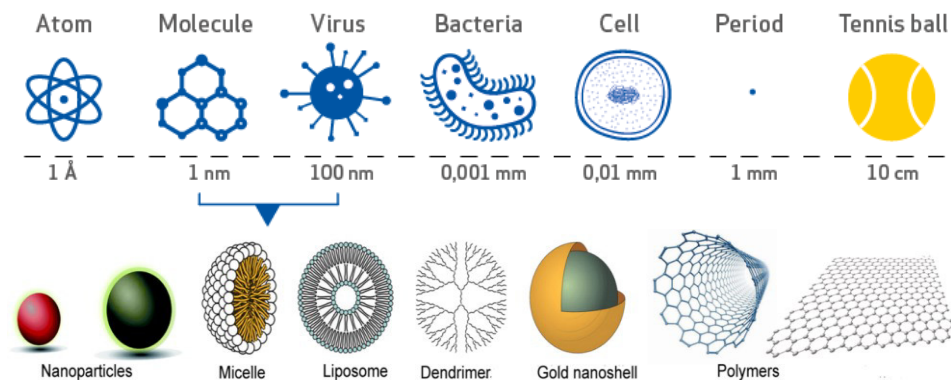 Atom Molecule Virus Bacteria Cell Period Tennis ball
1 Å 1 nm 100 nm 0,001 mm 0,01 mm 1 mm 10 cm
Nanoparticles Micelle Liposome Dendrimer Gold nanoshell Polymers